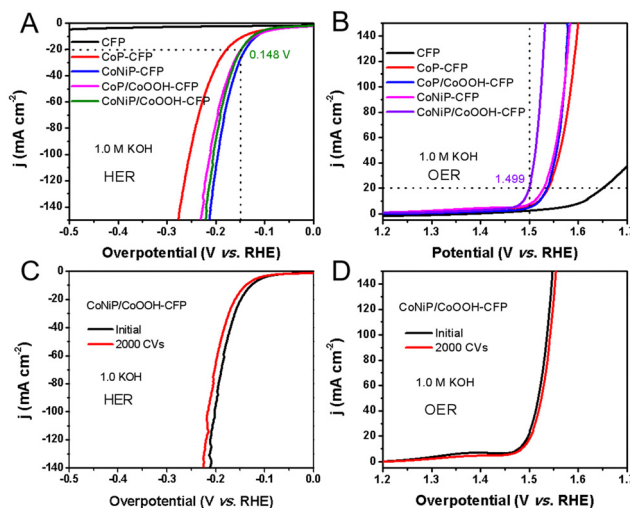 A
0
-20
-40
-60
-80
-100
-120
-140
j (mA cm⁻²)
CFP
CoP-CFP
CoNiP-CFP
CoP/CoOOH-CFP
CoNiP/CoOOH-CFP
0.148 V
1.0 M KOH
HER
-0.5 -0.4 -0.3 -0.2 -0.1 0.0
Overpotential (V vs. RHE)
B
140
120
100
80
60
40
20
0
j (mA cm⁻²)
CFP
CoP-CFP
CoP/CoOOH-CFP
CoNiP-CFP
CoNiP/CoOOH-CFP
1.0 M KOH
OER
1.499
1.2 1.3 1.4 1.5 1.6 1.7
Potential (V vs. RHE)
C
0
-20
-40
-60
-80
-100
-120
-140
j (mA cm⁻²)
CoNiP/CoOOH-CFP
Initial
2000 CVs
1.0 KOH
HER
-0.5 -0.4 -0.3 -0.2 -0.1 0.0
Overpotential (V vs. RHE)
D
140
120
100
80
60
40
20
0
j (mA cm⁻²)
CoNiP/CoOOH-CFP
Initial
2000 CVs
1.0 M KOH
OER
1.2 1.3 1.4 1.5 1.6 1.7
Overpotential (V vs. RHE)